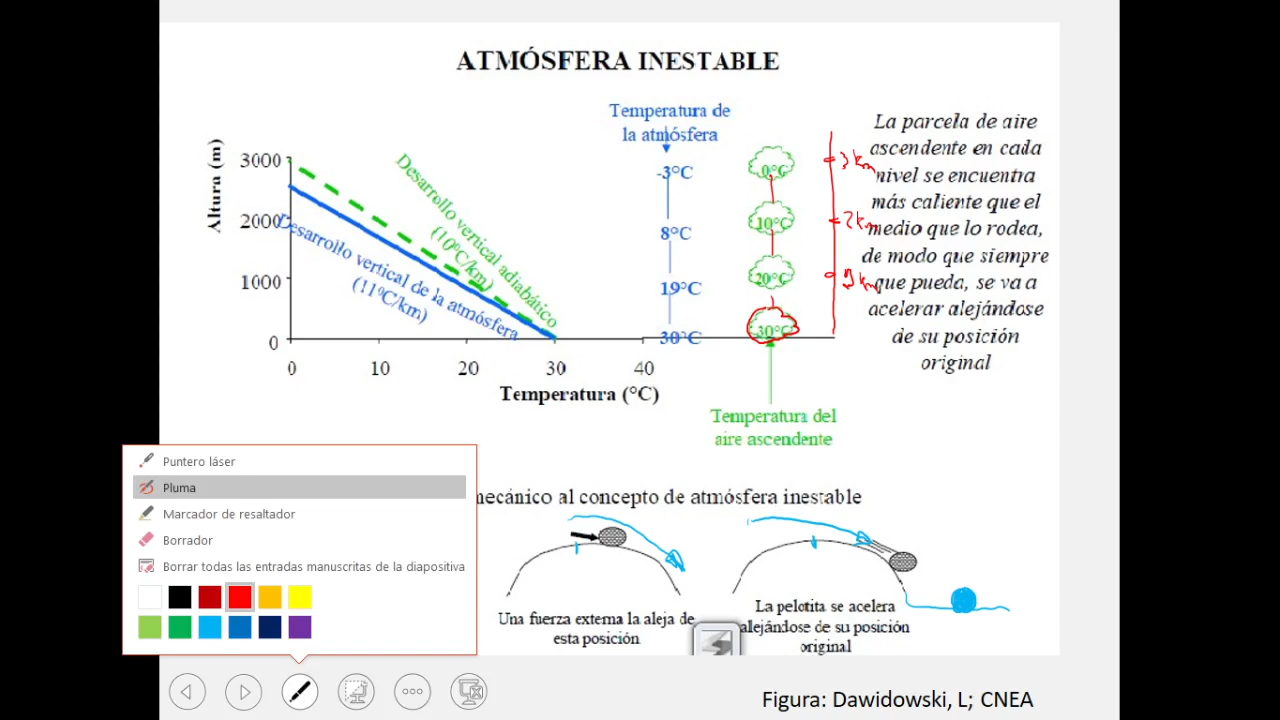 ATMÓSFERA INESTABLE
Temperatura de
la atmósfera
Altura (m)
3000
2000
1000
0
0 10 20 30 40
Temperatura (°C)
Desarrollo vertical adiabático
(10°C/km)
Desarrollo vertical de la atmósfera
(11°C/km)
-3°C
8°C
19°C
30°C
0°C
10°C
20°C
30°C
3 km
2 km
1 km
Temperatura del
aire ascendente
La parcela de aire
ascendente en cada
nivel se encuentra
más caliente que el
medio que lo rodea,
de modo que siempre
que pueda, se va a
acelerar alejándose
de su posición
original
mecánico al concepto de atmósfera inestable
Una fuerza externa la aleja de
esta posición
La pelotita se acelera
alejándose de su posición
original
Puntero láser
Pluma
Marcador de resaltador
Borrador
Borrar todas las entradas manuscritas de la diapositiva
Figura: Dawidowski, L; CNEA